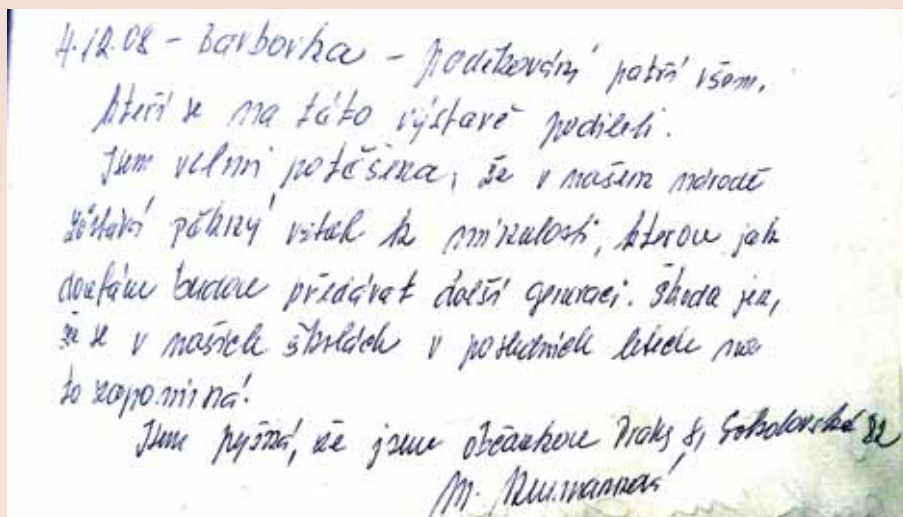 4.12.08 - Barborka - Poděkování patří všem,
kteří se na této výstavě podíleli.
Jsem velmi potěšena, že v našem národě
zůstává pěkný vztah k minulosti, kterou jak
doufáme budou předávat další generaci. Škoda jen,
že se v našich školách v posledních letech na
to zapomíná!
Jsem pyšná, že jsem občankou Prahy 8, Sokolovská 82
M. Neumannová